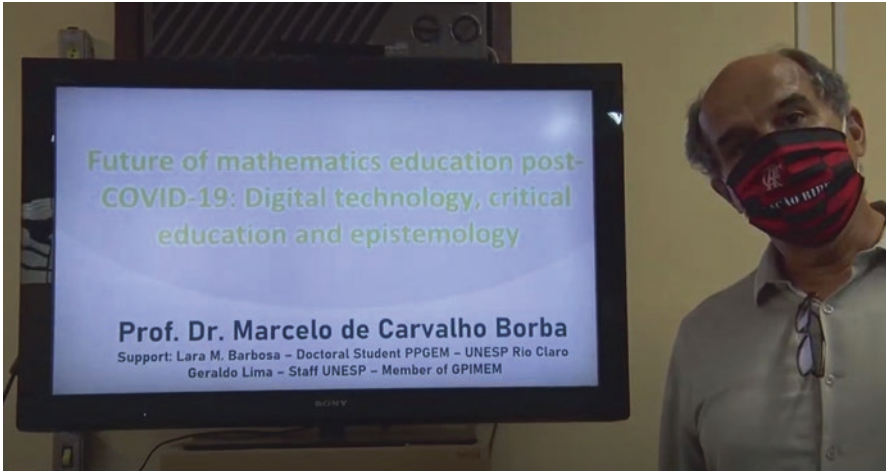 Future of mathematics education post-
COVID-19: Digital technology, critical
education and epistemology
Prof. Dr. Marcelo de Carvalho Borba
Support: Lara M. Barbosa – Doctoral Student PPGEM – UNESP Rio Claro
Geraldo Lima – Staff UNESP – Member of GPIMEM
SONY